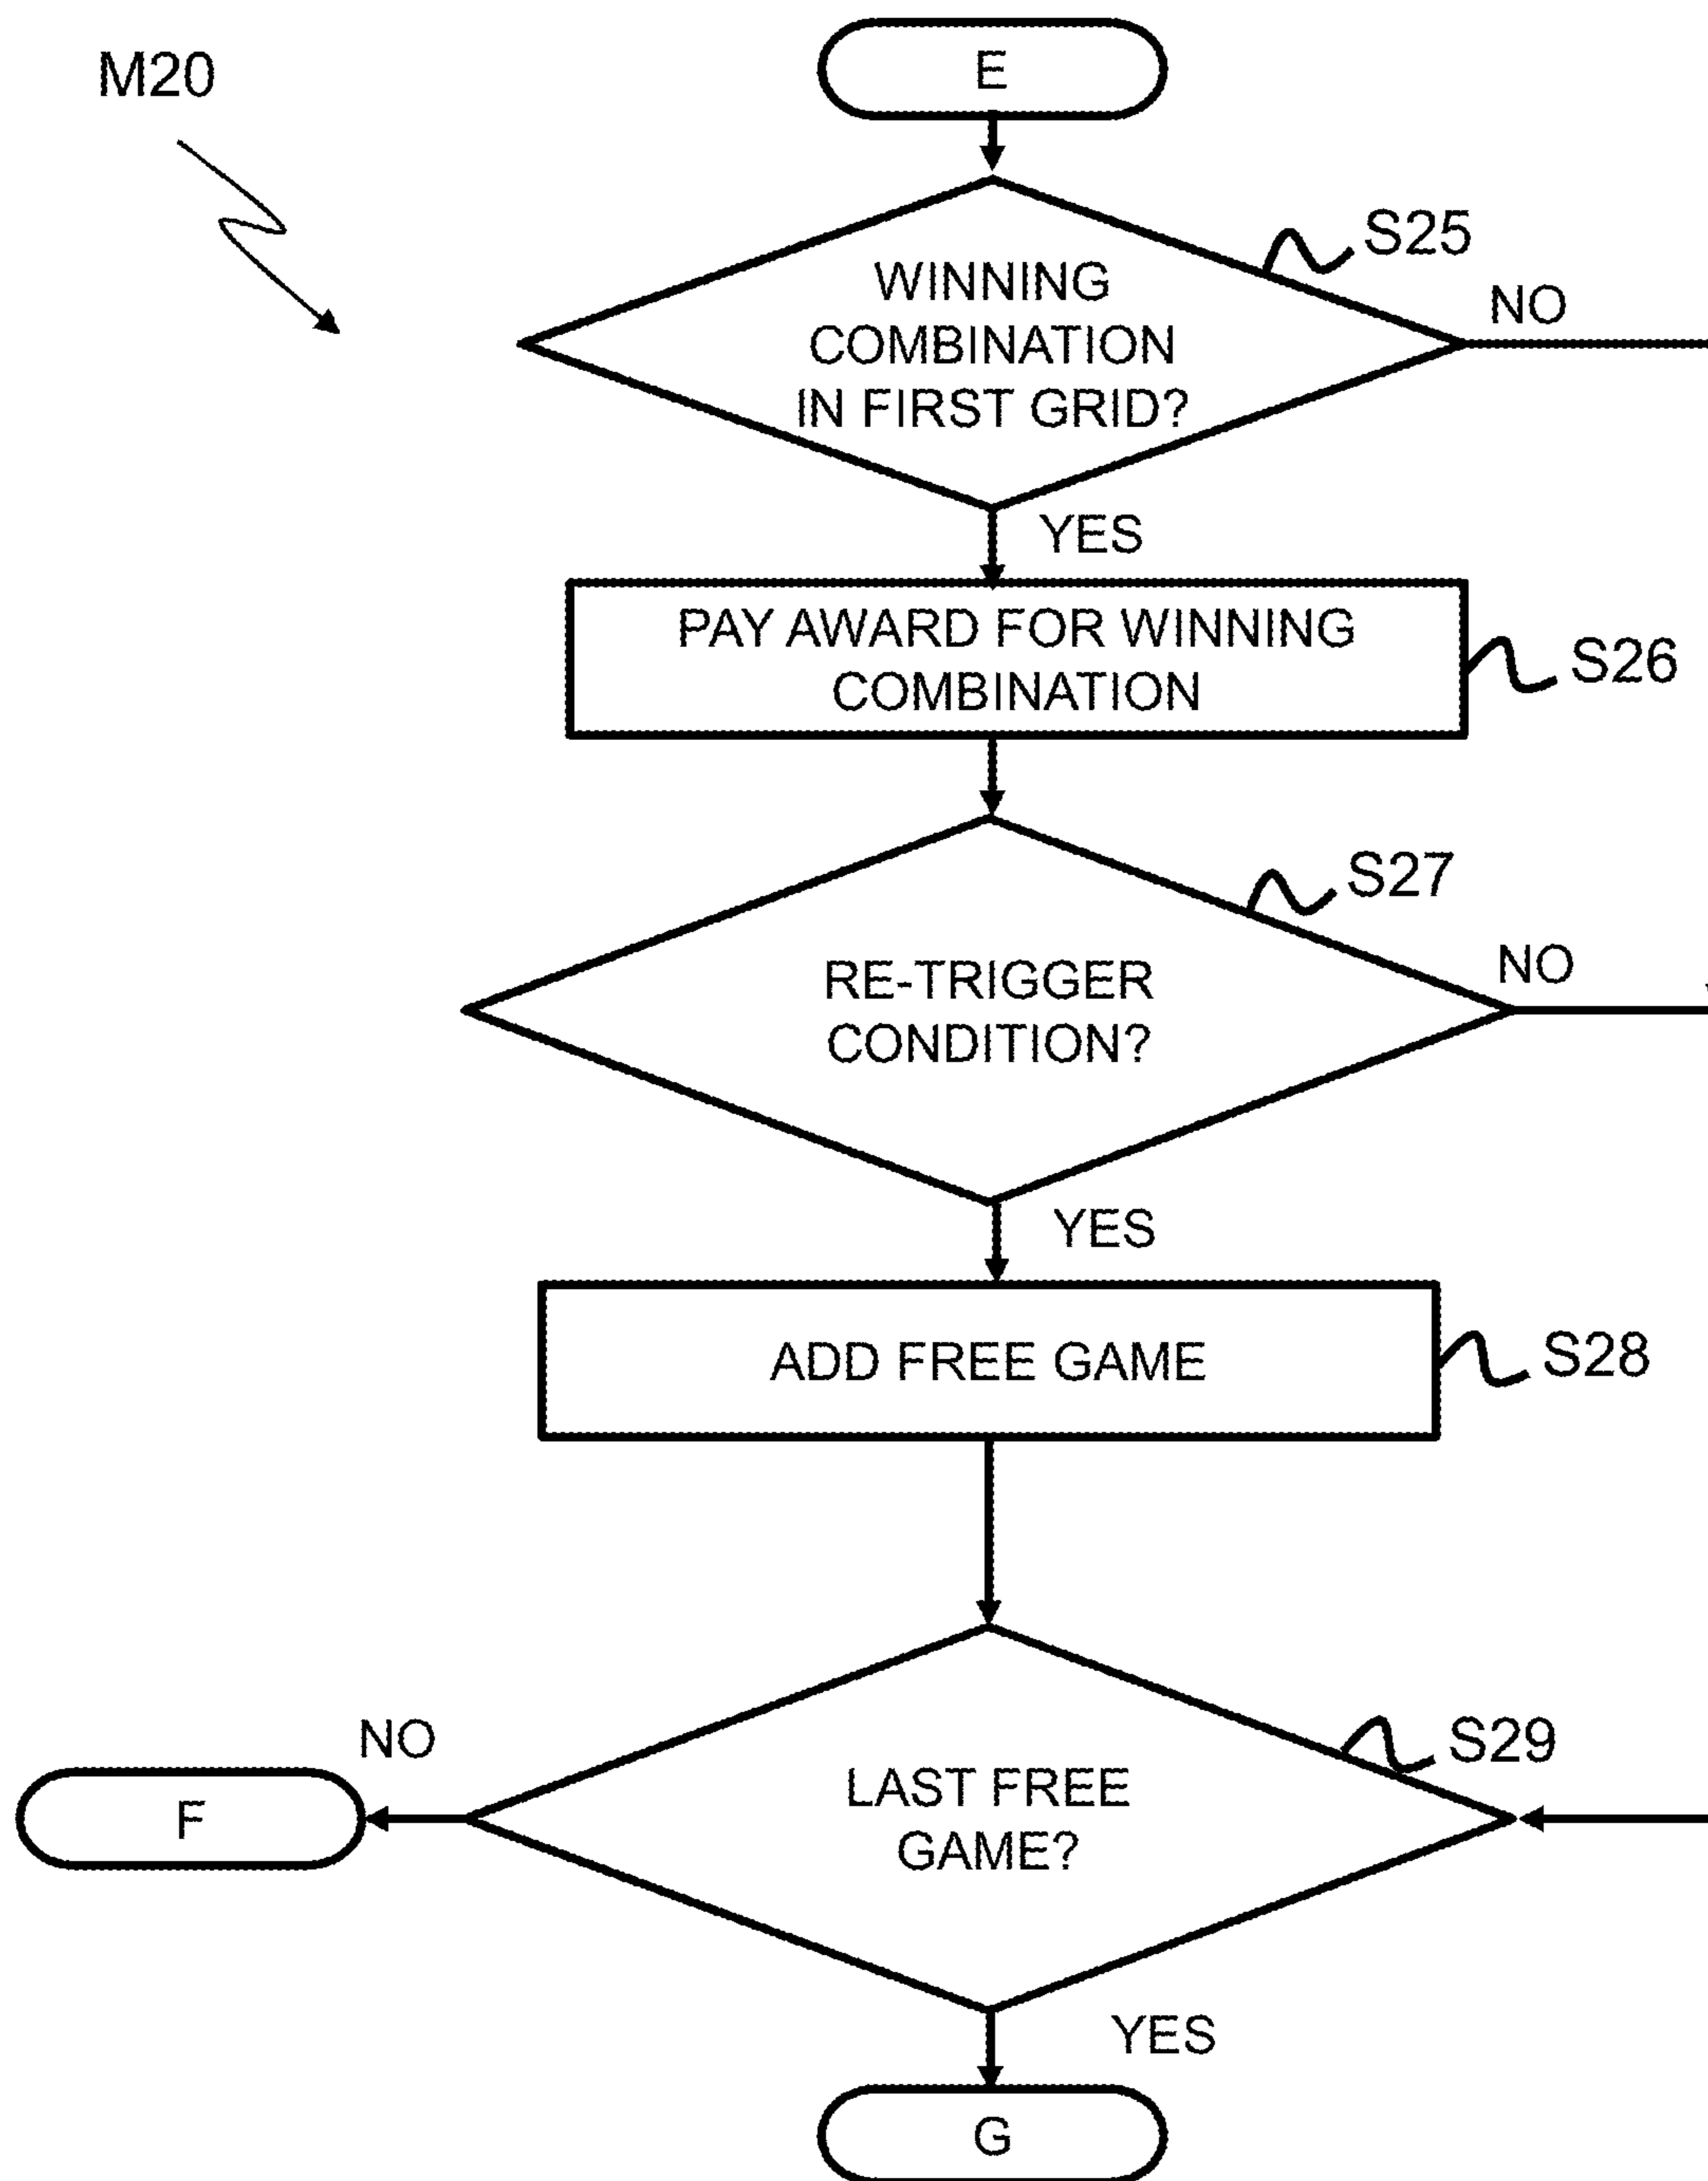 M20
E
S25
WINNING
COMBINATION
IN FIRST GRID?
NO
YES
PAY AWARD FOR WINNING
COMBINATION
S26
S27
RE-TRIGGER
CONDITION?
NO
YES
ADD FREE GAME
S28
S29
LAST FREE
GAME?
NO
F
YES
G